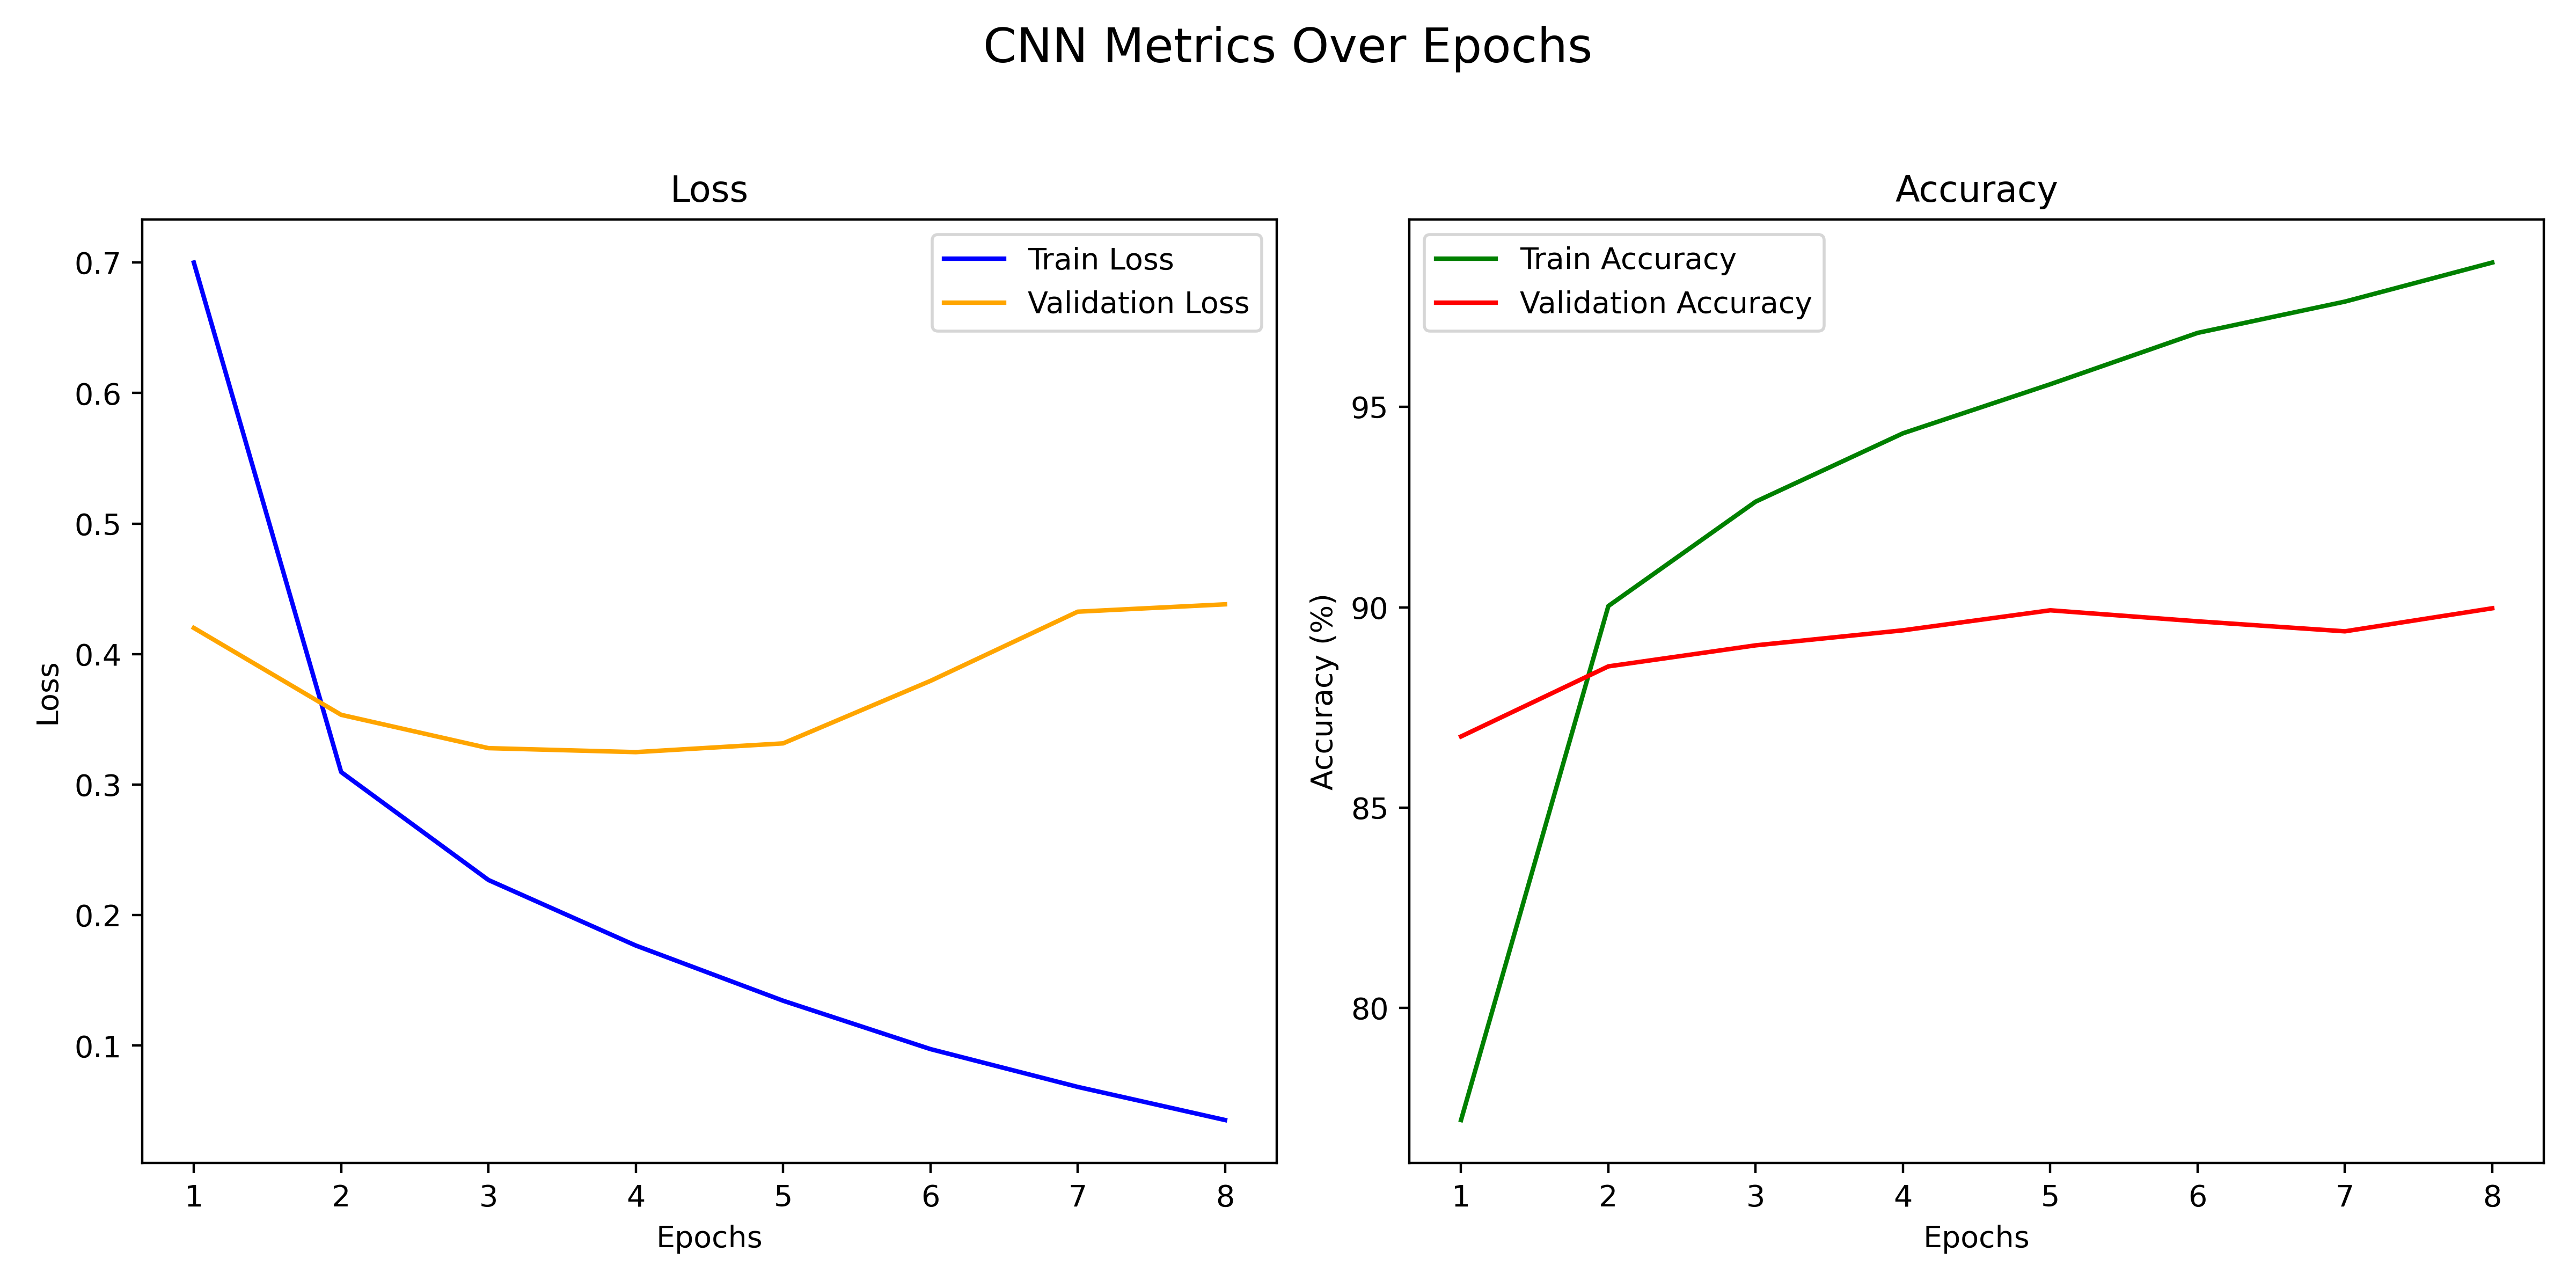 CNN Metrics Over Epochs
Loss
Train Loss
Validation Loss
Loss
0.7
0.6
0.5
0.4
0.3
0.2
0.1
1 2 3 4 5 6 7 8
Epochs
Accuracy
Train Accuracy
Validation Accuracy
Accuracy (%)
95
90
85
80
1 2 3 4 5 6 7 8
Epochs